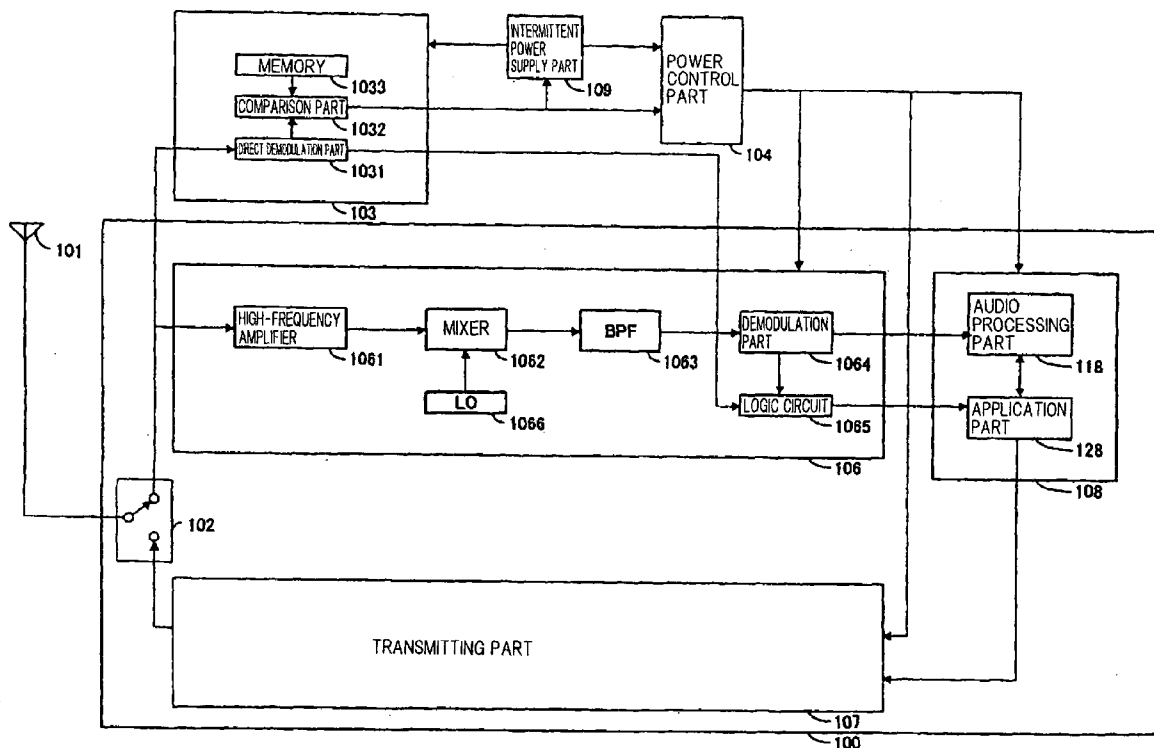 MEMORY
1033
COMPARISON PART
1032
DIRECT DEMODULATION PART
1031
103
INTERMITTENT
POWER
SUPPLY PART
109
POWER
CONTROL
PART
104
101
HIGH-FREQUENCY
AMPLIFIER
1061
MIXER
1062
LO
1066
BPF
1063
DEMODULATION
PART
1064
LOGIC CIRCUIT
1065
106
AUDIO
PROCESSING
PART
118
APPLICATION
PART
128
108
102
TRANSMITTING PART
107
100